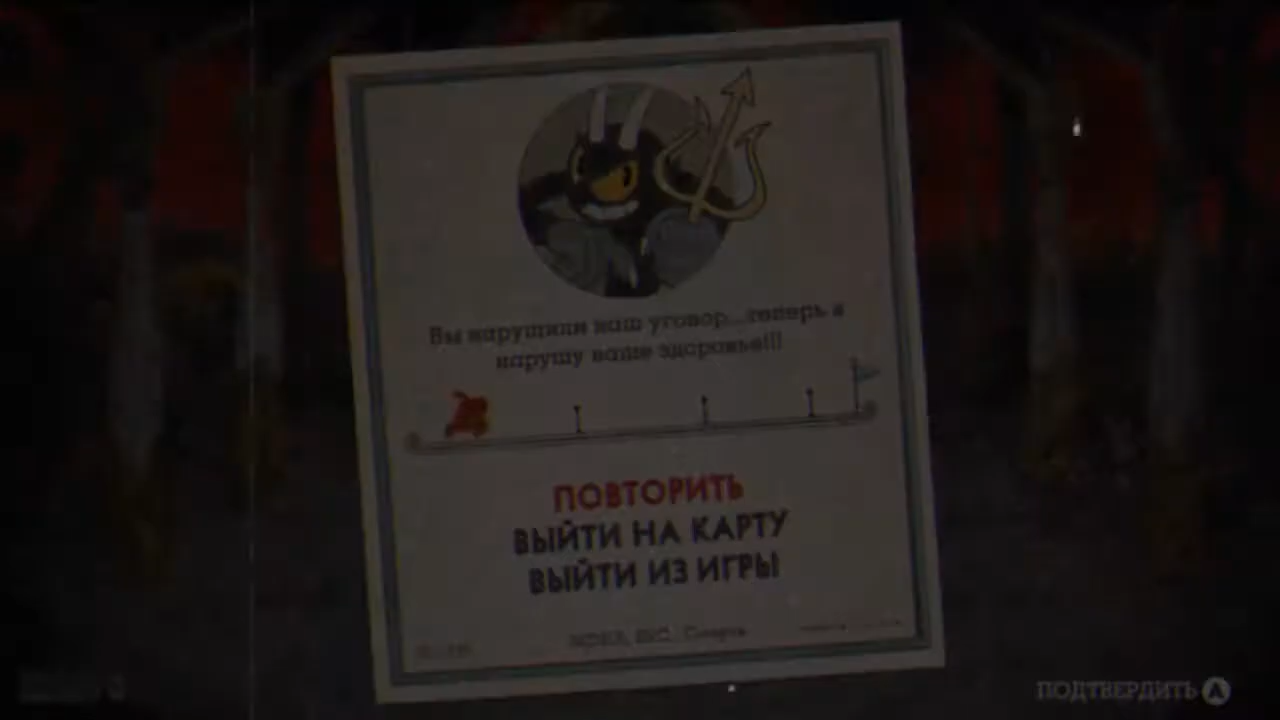 Вы нарушили наш уговор...теперь я
нарушу ваше здоровье!!!
ПОВТОРИТЬ
ВЫЙТИ НА КАРТУ
ВЫЙТИ ИЗ ИГРЫ
ПОДТВЕРДИТЬ A